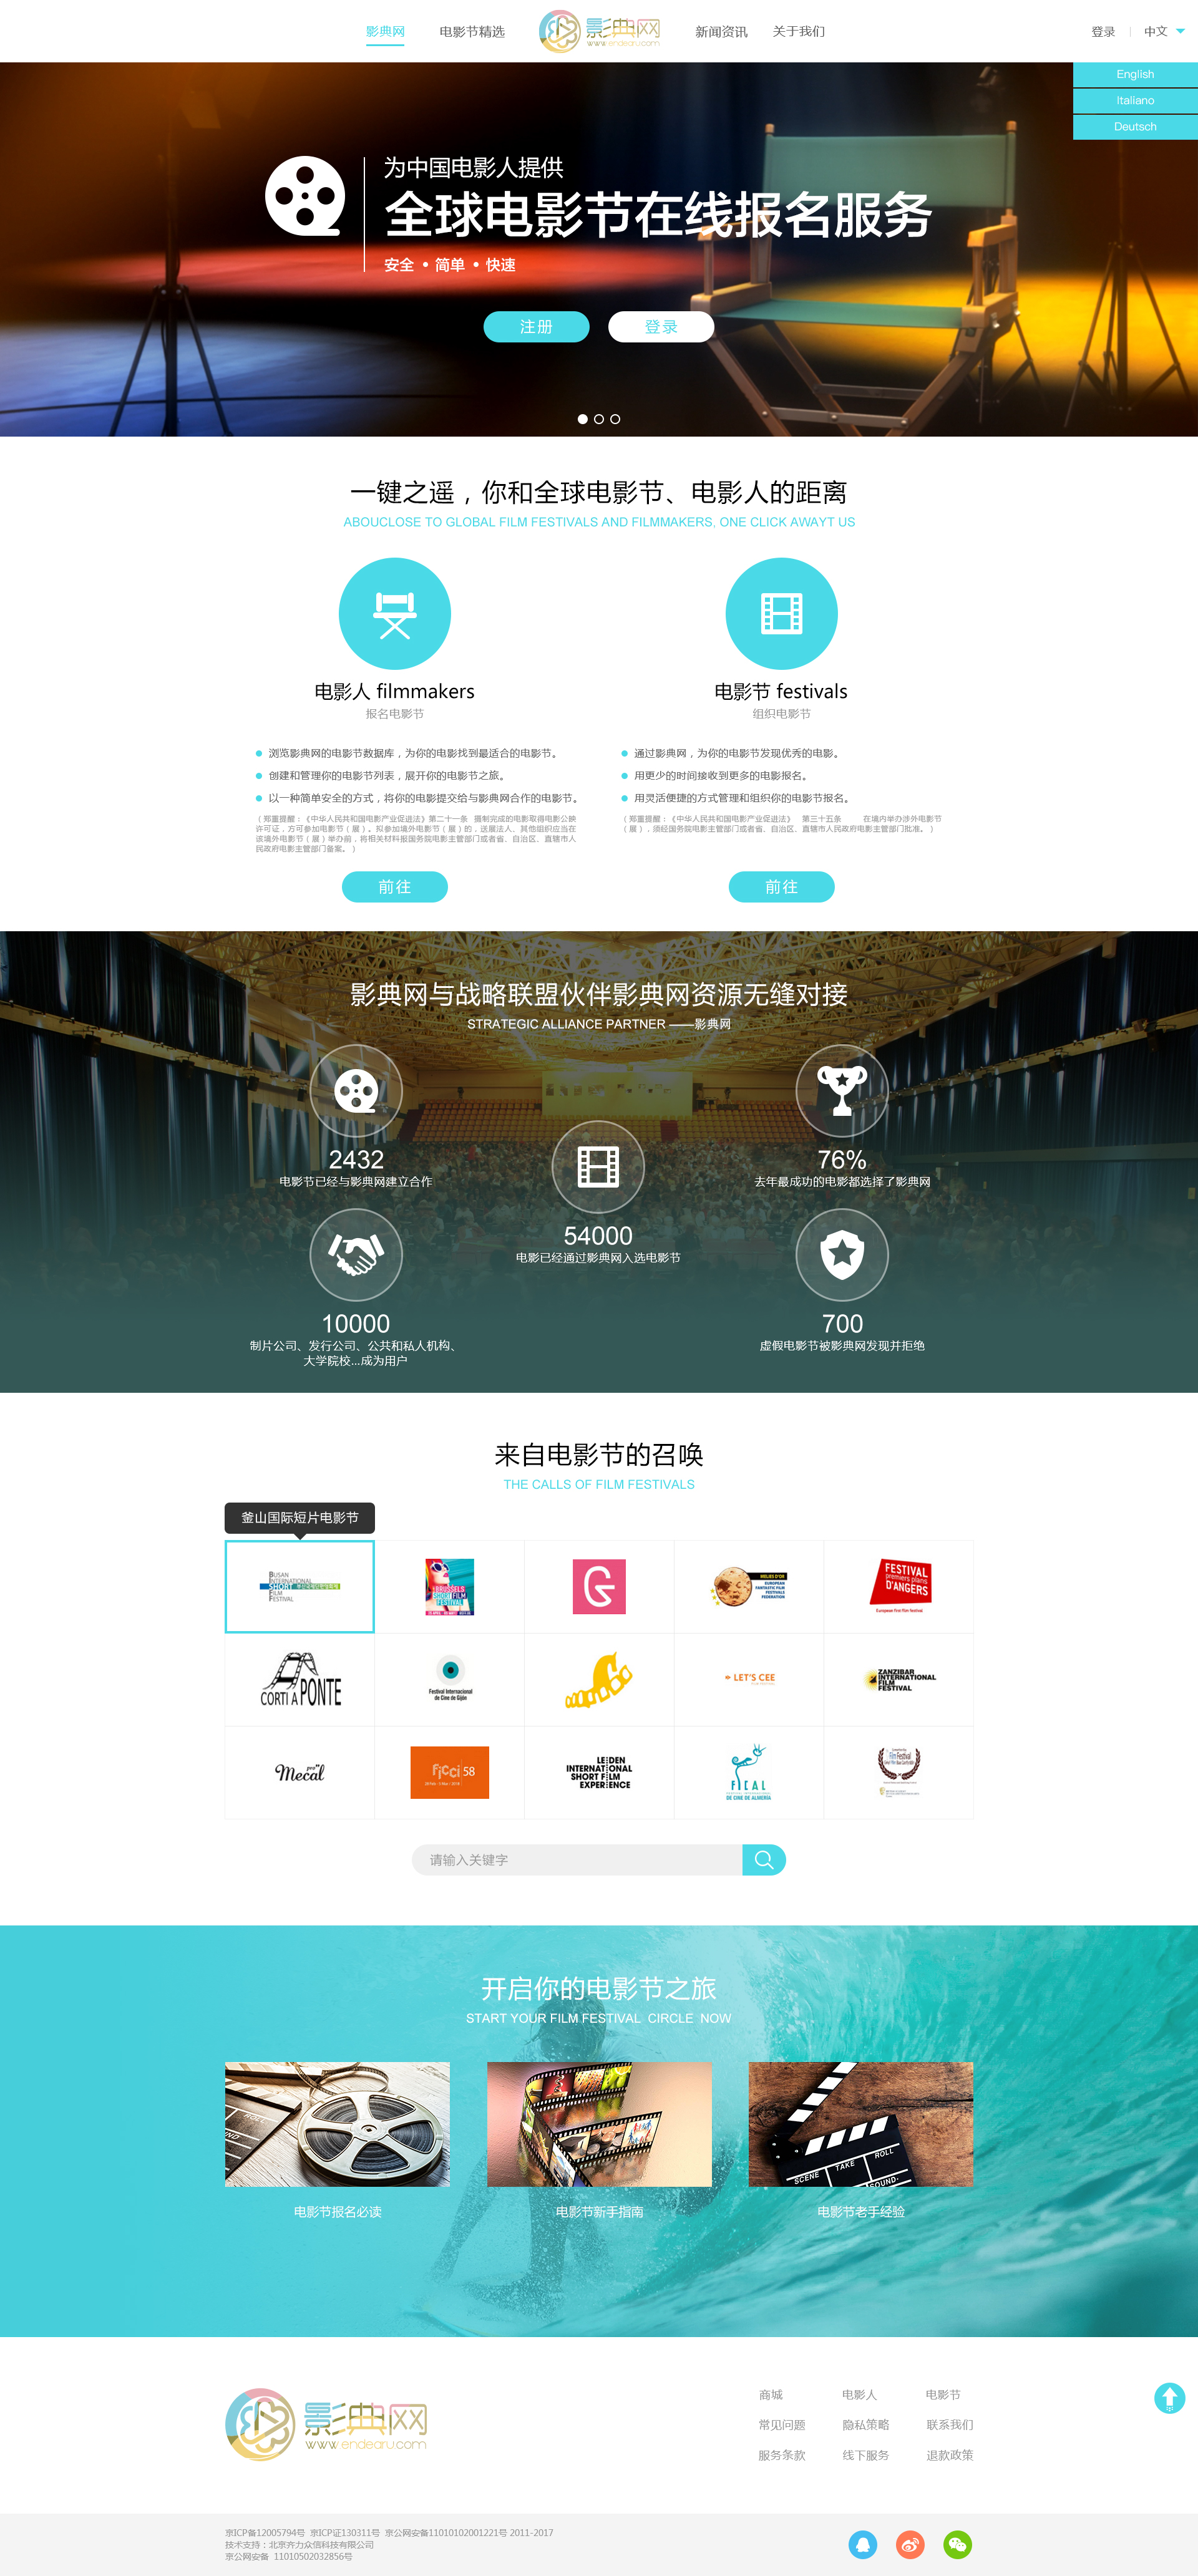 影典网
电影节精选
影典网
www.endearu.com
新闻资讯
关于我们
登录
中文
English
Italiano
Deutsch
为中国电影人提供
全球电影节在线报名服务
安全 • 简单 • 快速
注册
登录
一键之遥，你和全球电影节、电影人的距离
ABOUCLOSE TO GLOBAL FILM FESTIVALS AND FILMMAKERS, ONE CLICK AWAYT US
电影人 filmmakers
报名电影节
浏览影典网的电影节数据库，为你的电影找到最适合的电影节。
创建和管理你的电影节列表，展开你的电影节之旅。
以一种简单安全的方式，将你的电影提交给与影典网合作的电影节。
（郑重提醒：《中华人民共和国电影产业促进法》第二十一条 摄制完成的电影取得电影公映
许可证，方可参加电影节（展）。拟参加境外电影节（展）的，送展法人、其他组织应当在
该境外电影节（展）举办前，将相关材料报国务院电影主管部门或者省、自治区、直辖市人
民政府电影主管部门备案。）
前往
电影节 festivals
组织电影节
通过影典网，为你的电影节发现优秀的电影。
用更少的时间接收到更多的电影报名。
用灵活便捷的方式管理和组织你的电影节报名。
（郑重提醒：《中华人民共和国电影产业促进法》 第三十五条 在境内举办涉外电影节
（展），须经国务院电影主管部门或者省、自治区、直辖市人民政府电影主管部门批准。）
前往
影典网与战略联盟伙伴影典网资源无缝对接
STRATEGIC ALLIANCE PARTNER ——影典网
2432
电影节已经与影典网建立合作
76%
去年最成功的电影都选择了影典网
54000
电影已经通过影典网入选电影节
10000
制片公司、发行公司、公共和私人机构、
大学院校...成为用户
700
虚假电影节被影典网发现并拒绝
来自电影节的召唤
THE CALLS OF FILM FESTIVALS
釜山国际短片电影节
BUSAN
INTERNATIONAL
SHORT
FILM
FESTIVAL
BRUSSELS
SHORT FILM
FESTIVAL
G
MELIES D'OR
EUROPEAN
FANTASTIC FILM
FESTIVALS
FEDERATION
FESTIVAL
premiers plans
D'ANGERS
European first film festival
CORTI A PONTE
Festival Internacional
de Cine de Gijón
LET'S CEE
ZANZIBAR
INTERNATIONAL
FILM
FESTIVAL
Mecal
ficci 58
LEIDEN
INTERNATIONAL
SHORT FILM
EXPERIENCE
FICAL
DE CINE DE ALMERÍA
Film Festival
请输入关键字
开启你的电影节之旅
START YOUR FILM FESTIVAL CIRCLE NOW
SCENE
TAKE
ROLL
SOUND
电影节报名必读
电影节新手指南
电影节老手经验
影典网
www.endearu.com
商城
电影人
电影节
常见问题
隐私策略
联系我们
服务条款
线下服务
退款政策
京ICP备12005794号 京ICP证130311号 京公网安备11010102001221号 2011-2017
技术支持：北京齐力众信科技有限公司
京公网安备 11010502032856号